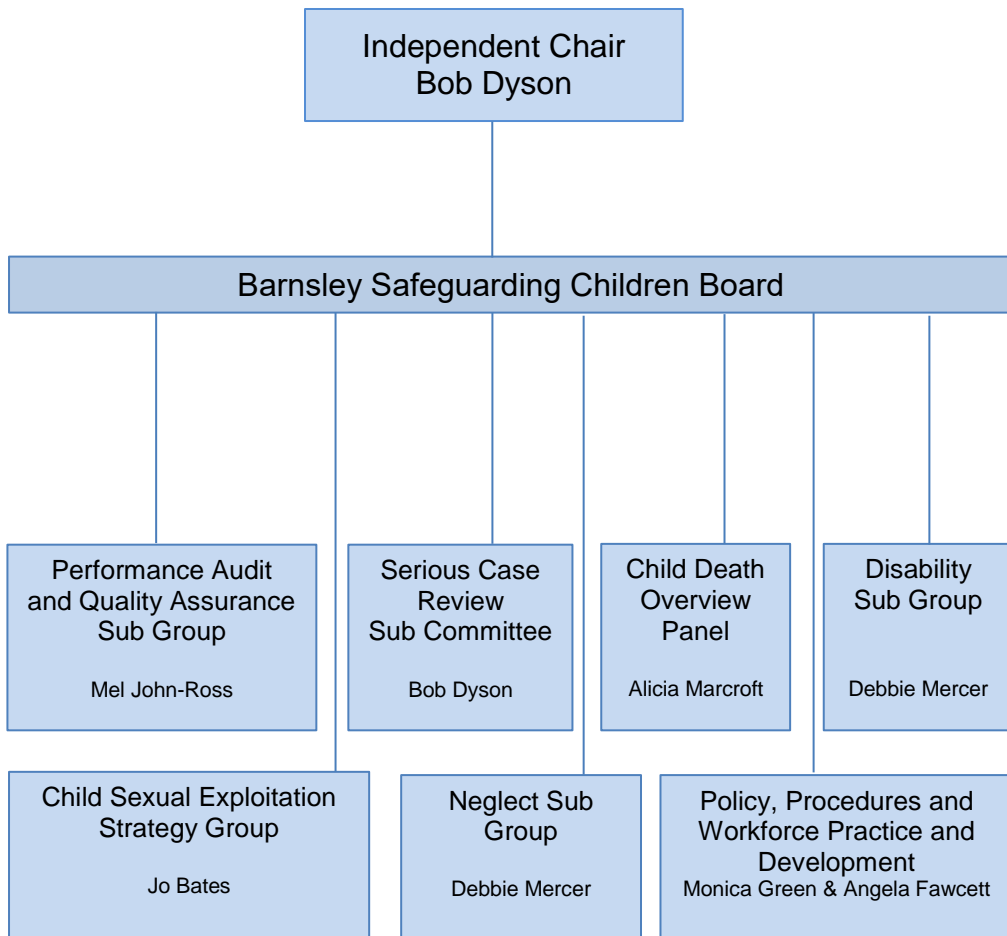 Independent Chair
Bob Dyson
Barnsley Safeguarding Children Board
Performance Audit
and Quality Assurance
Sub Group
Mel John-Ross
Serious Case
Review
Sub Committee
Bob Dyson
Child Death
Overview
Panel
Alicia Marcroft
Disability
Sub Group
Debbie Mercer
Child Sexual Exploitation
Strategy Group
Jo Bates
Neglect Sub
Group
Debbie Mercer
Policy, Procedures and
Workforce Practice and
Development
Monica Green & Angela Fawcett